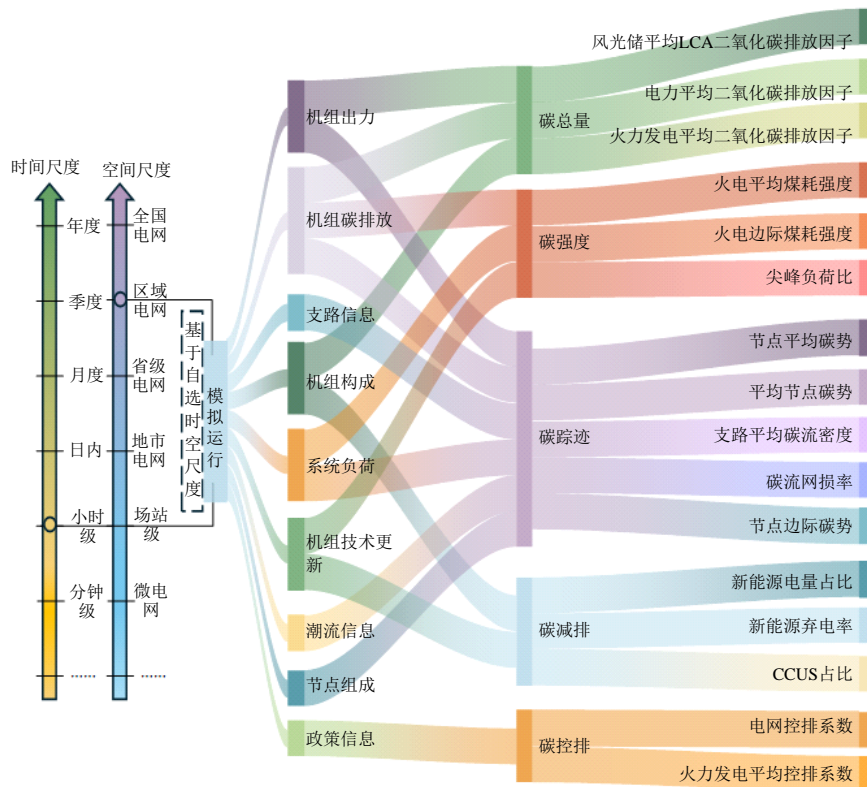 时间尺度
空间尺度
年度
季度
月度
日内
小时
级
分钟
级
……
全国
电网
区域
电网
省级
电网
地市
电网
场站
级
微电
网
……
基于自选时空尺度
模拟运行
机组出力
机组碳排放
支路信息
机组构成
系统负荷
机组技术更
新
潮流信息
节点组成
政策信息
碳总量
碳强度
碳踪迹
碳减排
碳控排
风光储平均LCA二氧化碳排放因子
电力平均二氧化碳排放因子
火力发电平均二氧化碳排放因子
火电平均煤耗强度
火电边际煤耗强度
尖峰负荷比
节点平均碳势
平均节点碳势
支路平均碳流密度
碳流网损率
节点边际碳势
新能源电量占比
新能源弃电率
CCUS占比
电网控排系数
火力发电平均控排系数